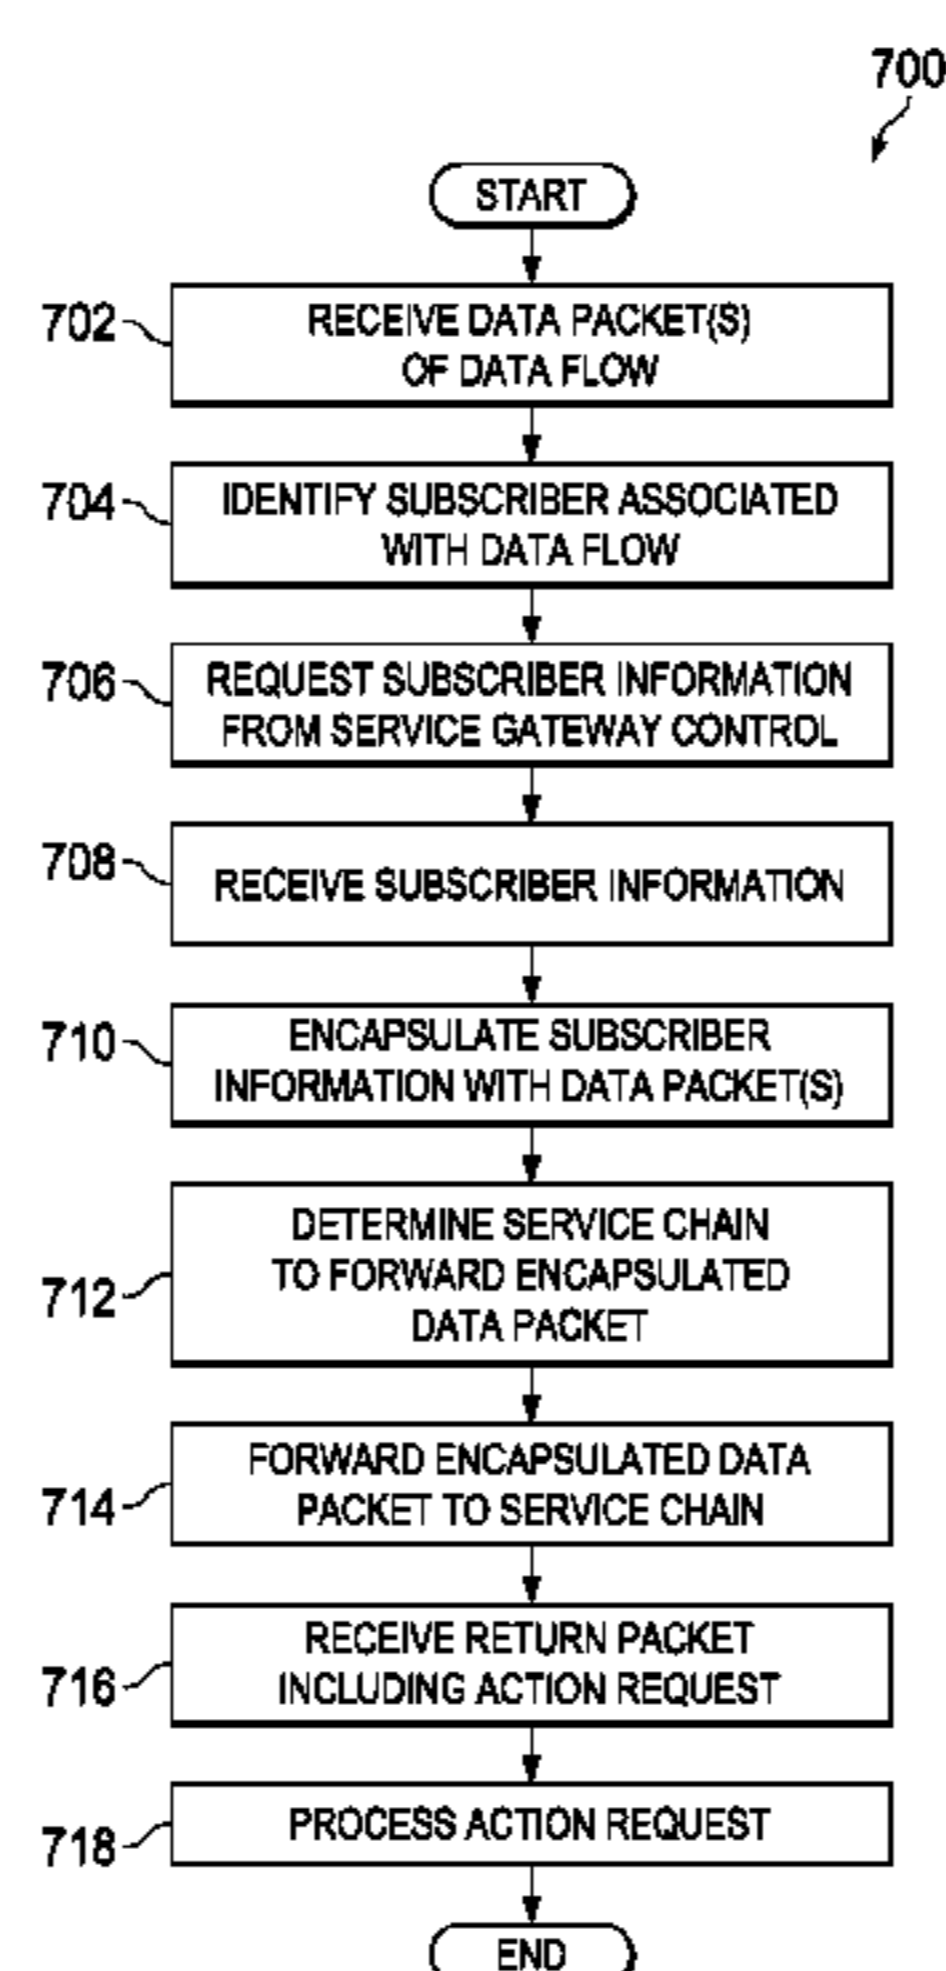 700
START
702
RECEIVE DATA PACKET(S)
OF DATA FLOW
704
IDENTIFY SUBSCRIBER ASSOCIATED
WITH DATA FLOW
706
REQUEST SUBSCRIBER INFORMATION
FROM SERVICE GATEWAY CONTROL
708
RECEIVE SUBSCRIBER INFORMATION
710
ENCAPSULATE SUBSCRIBER
INFORMATION WITH DATA PACKET(S)
712
DETERMINE SERVICE CHAIN
TO FORWARD ENCAPSULATED
DATA PACKET
714
FORWARD ENCAPSULATED DATA
PACKET TO SERVICE CHAIN
716
RECEIVE RETURN PACKET
INCLUDING ACTION REQUEST
718
PROCESS ACTION REQUEST
END